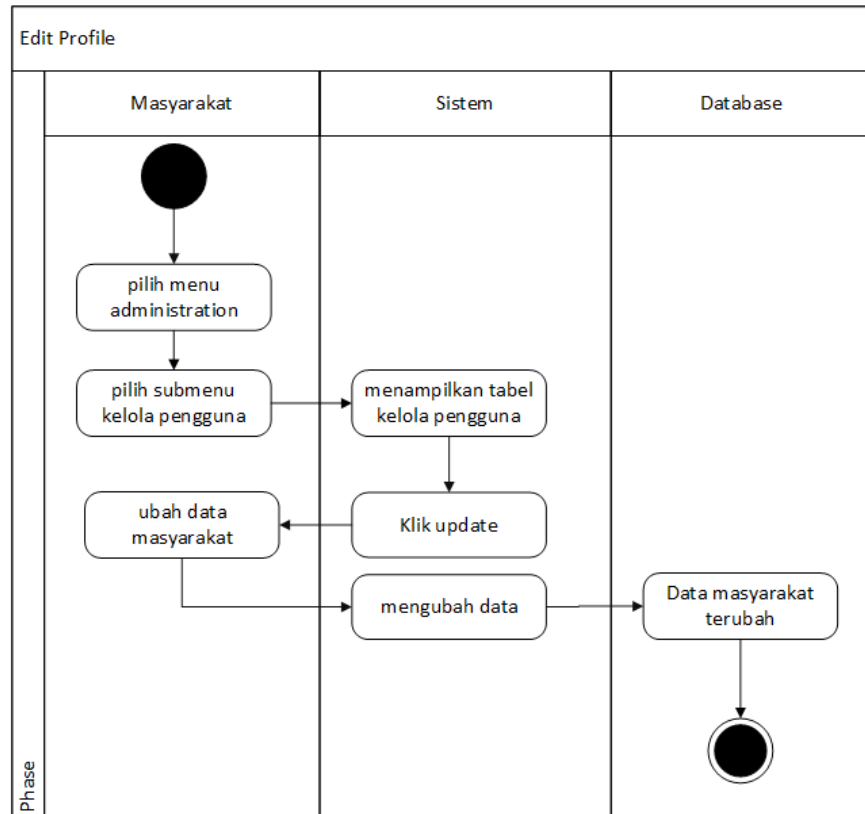 Edit Profile
Masyarakat
Sistem
Database
pilih menu
administration
pilih submenu
kelola pengguna
menampilkan tabel
kelola pengguna
ubah data
masyarakat
Klik update
mengubah data
Data masyarakat
terubah
Phase